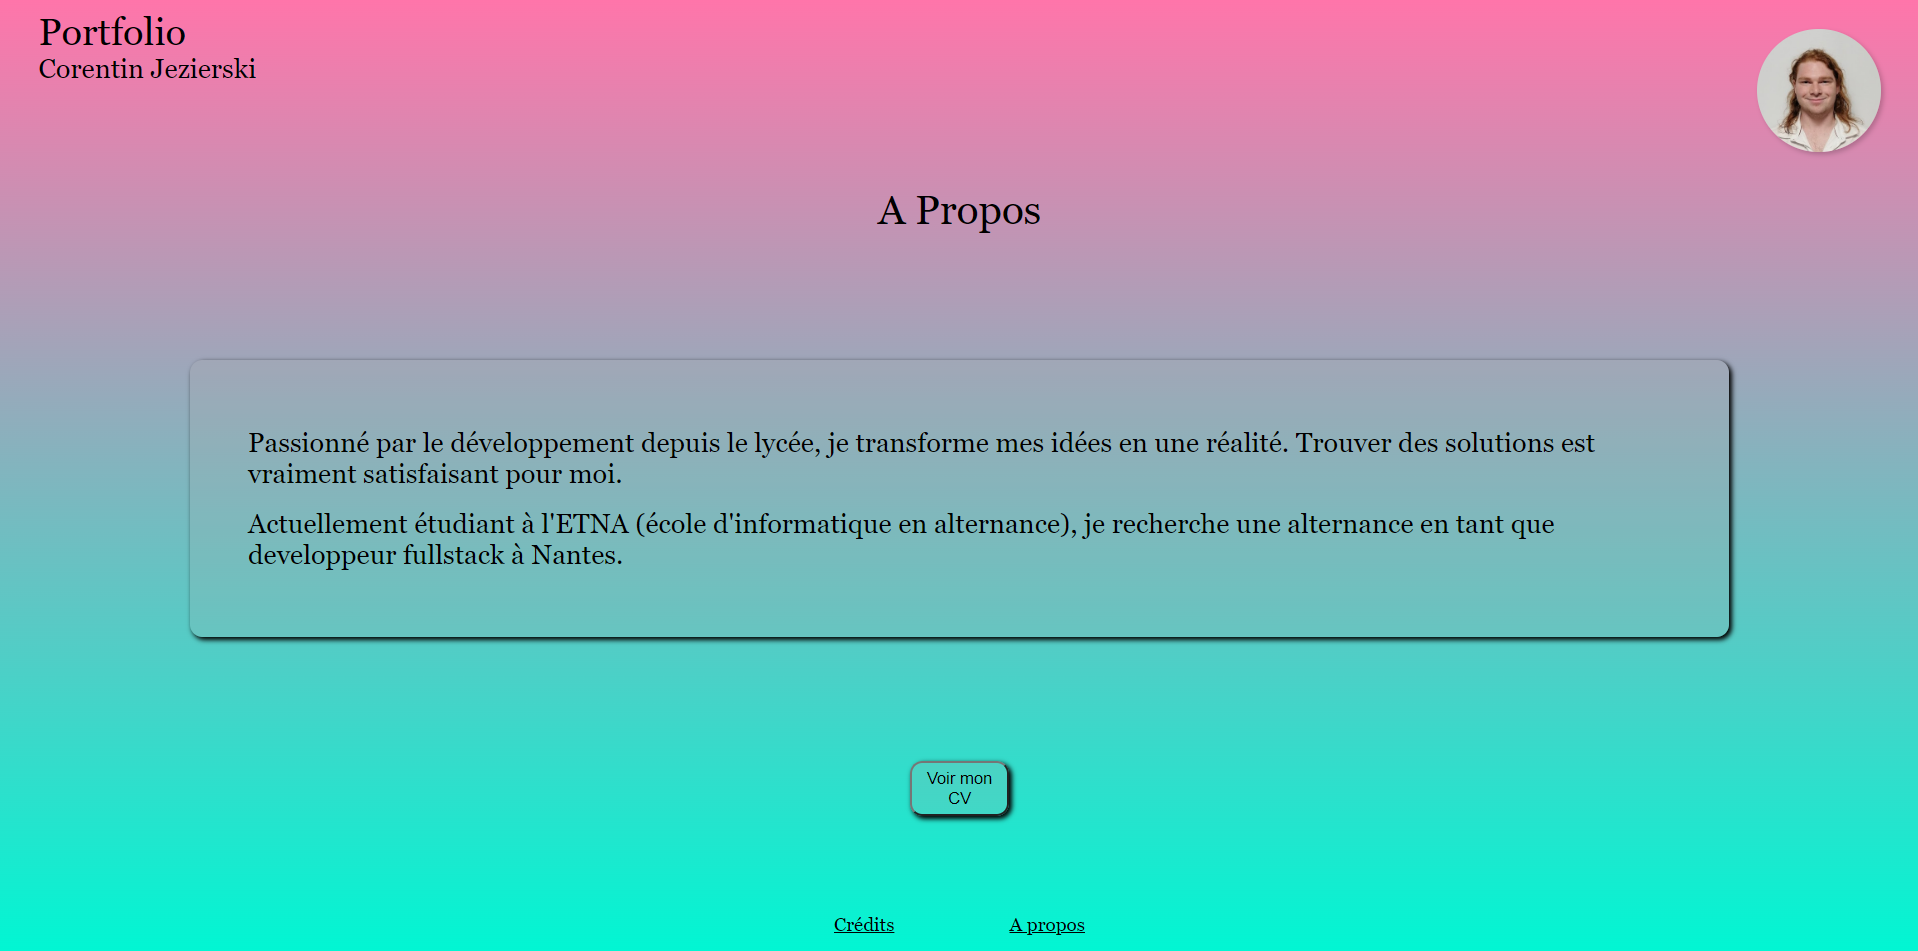 Portfolio
Corentin Jezierski
A Propos
Passionné par le développement depuis le lycée, je transforme mes idées en une réalité. Trouver des solutions est
vraiment satisfaisant pour moi.
Actuellement étudiant à l'ETNA (école d'informatique en alternance), je recherche une alternance en tant que
developpeur fullstack à Nantes.
Voir mon
CV
Crédits
A propos